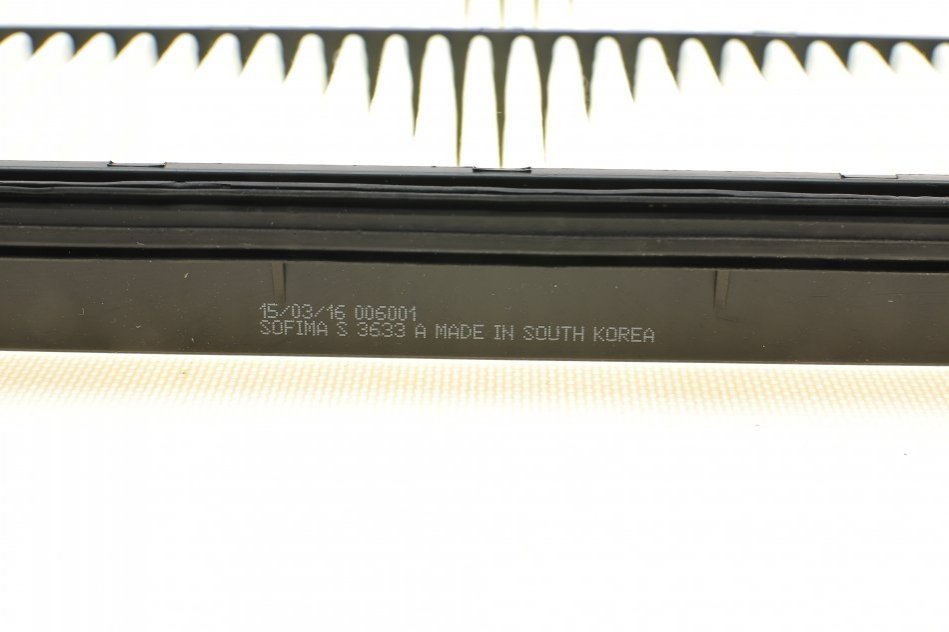 15/03/16 006001
SOFIMA S 3633 A MADE IN SOUTH KOREA